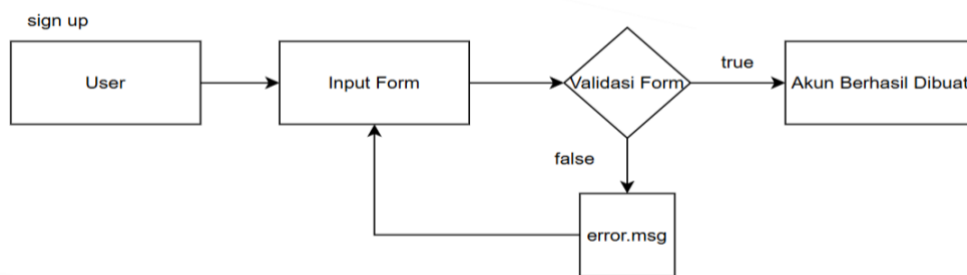 sign up
User
Input Form
Validasi Form
true
Akun Berhasil Dibuat
false
error.msg